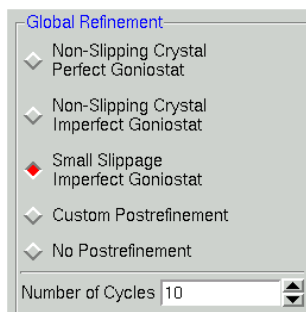 Global Refinement
Non-Slipping Crystal
Perfect Goniostat
Non-Slipping Crystal
Imperfect Goniostat
Small Slippage
Imperfect Goniostat
Custom Postrefinement
No Postrefinement
Number of Cycles 10